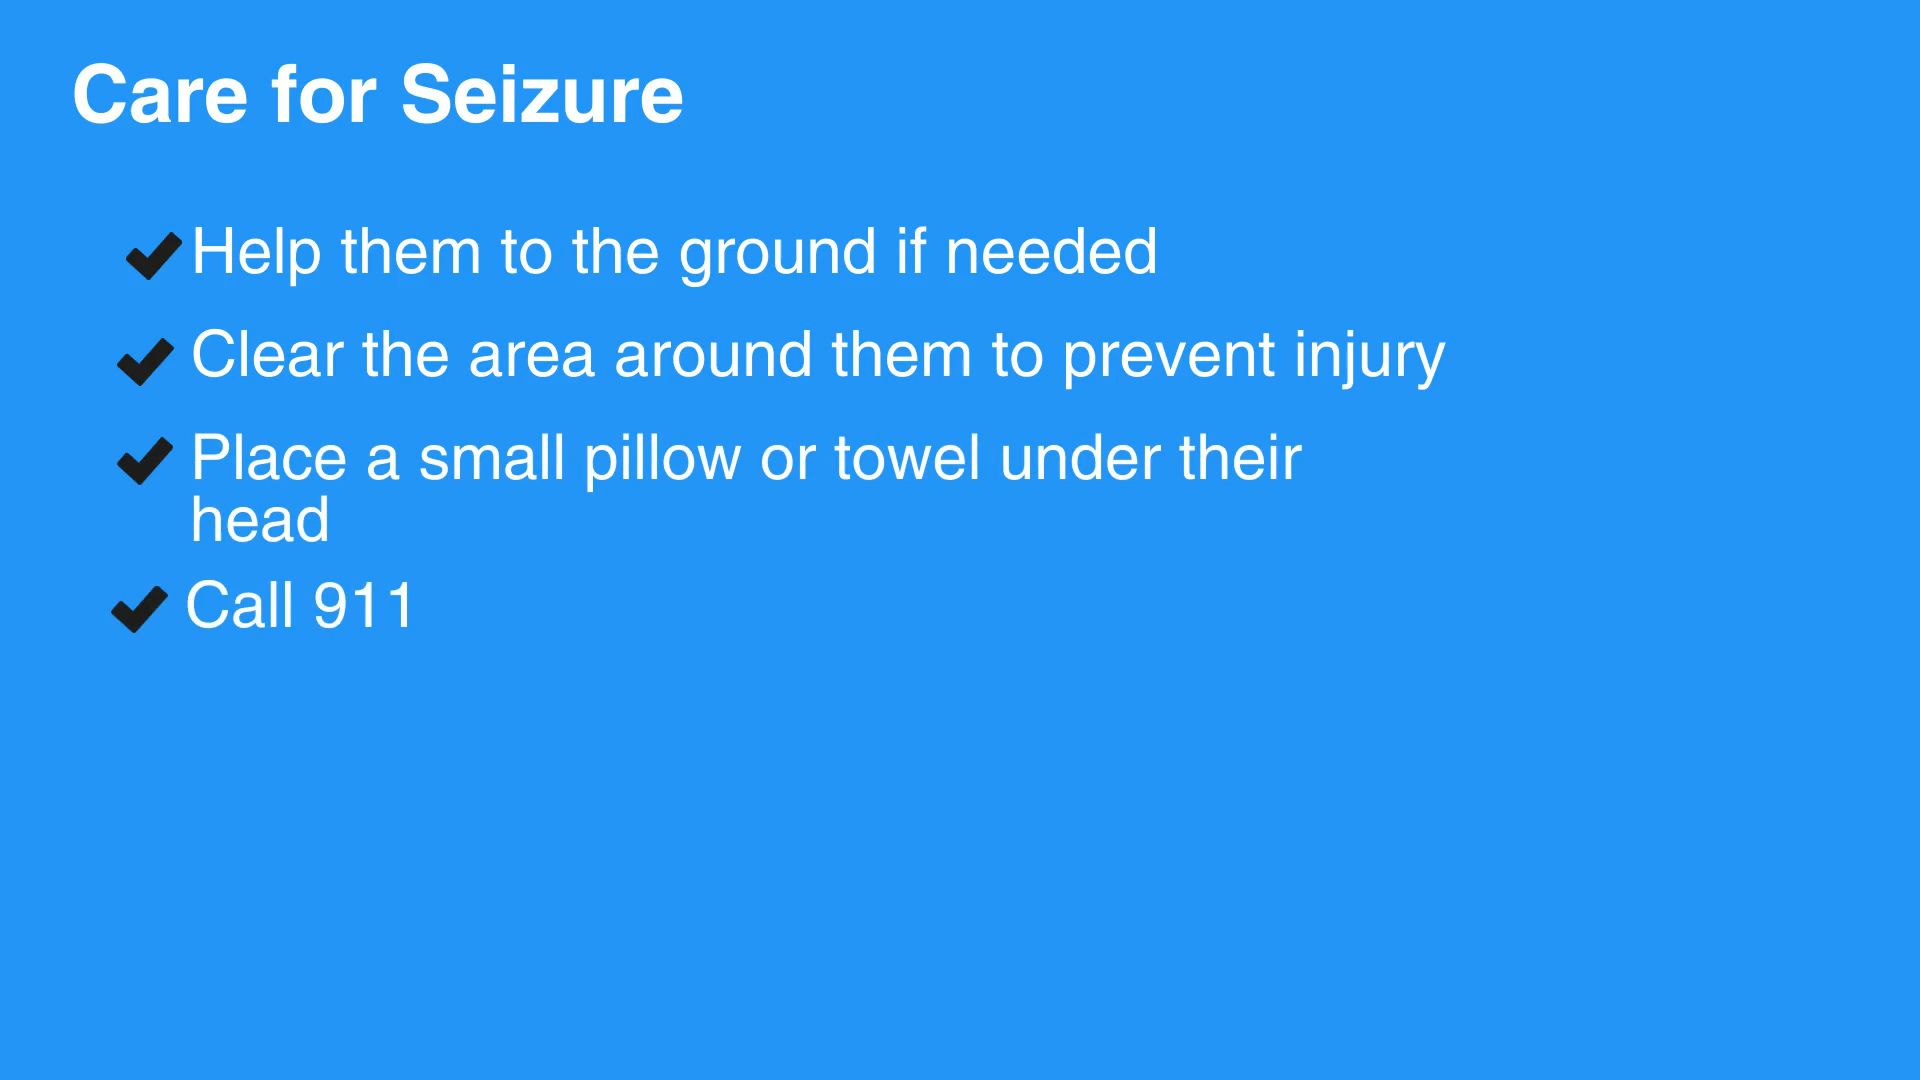 Care for Seizure
Help them to the ground if needed
Clear the area around them to prevent injury
Place a small pillow or towel under their
head
Call 911